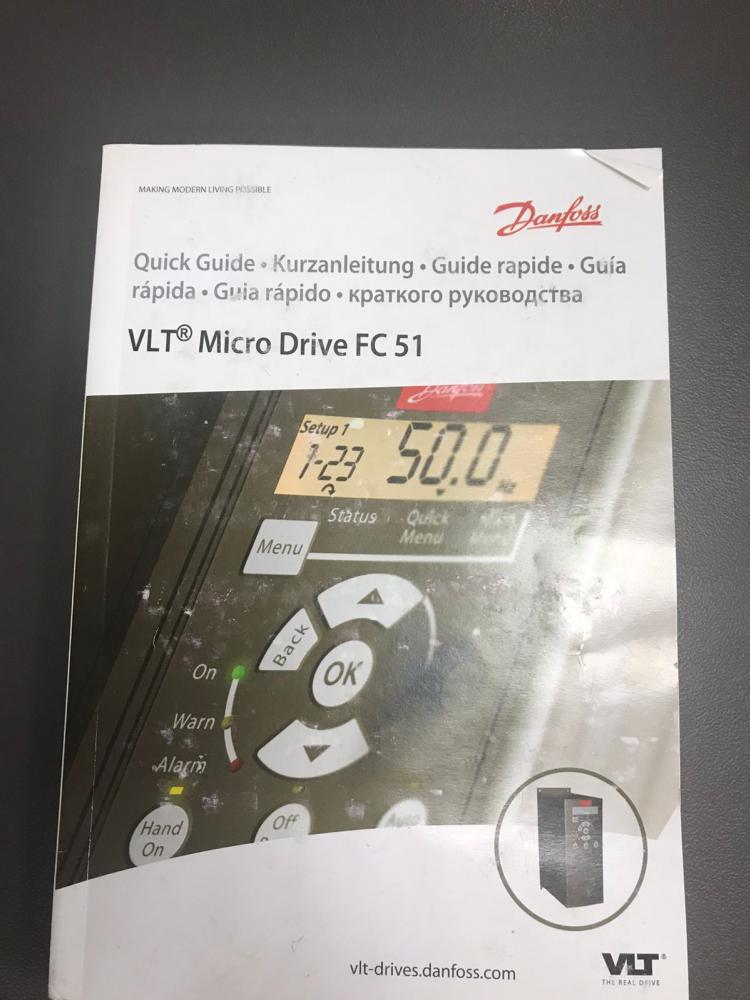 MAKING MODERN LIVING POSSIBLE
Danfoss
Quick Guide • Kurzanleitung • Guide rapide • Guía
rápida • Guia rápido • краткого руководства
VLT® Micro Drive FC 51
Danfoss
Setup 1
1-23 50.0 Hz
Status Quick
Menu
Menu
Back
OK
On
Warn
Alarm
Hand
On
Off
vlt-drives.danfoss.com
VLT®
THE REAL DRIVE